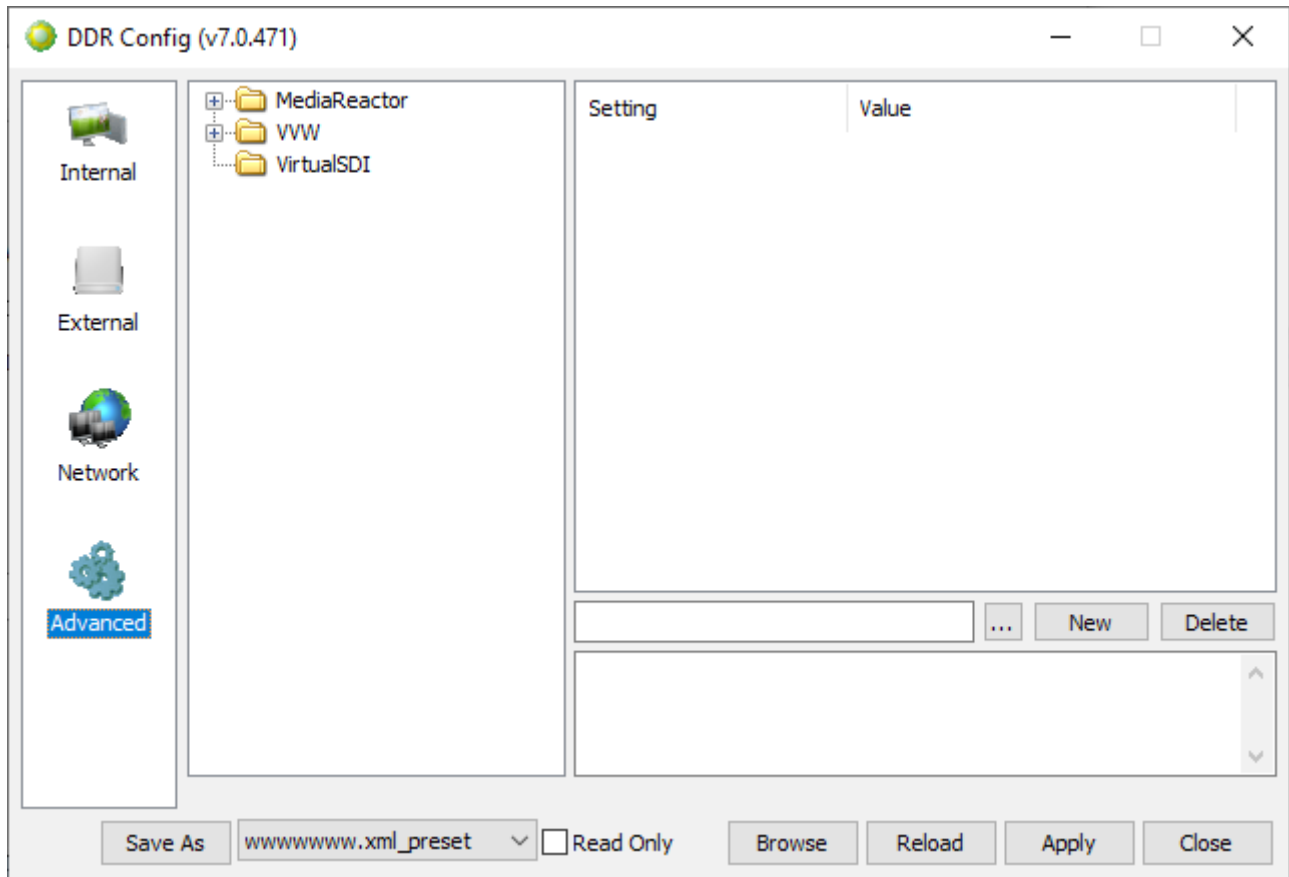 DDR Config (v7.0.471)
Internal
External
Network
Advanced
MediaReactor
VVW
VirtualSDI
Setting Value
... New Delete
Save As wwwwwww.xml_preset Read Only Browse Reload Apply Close